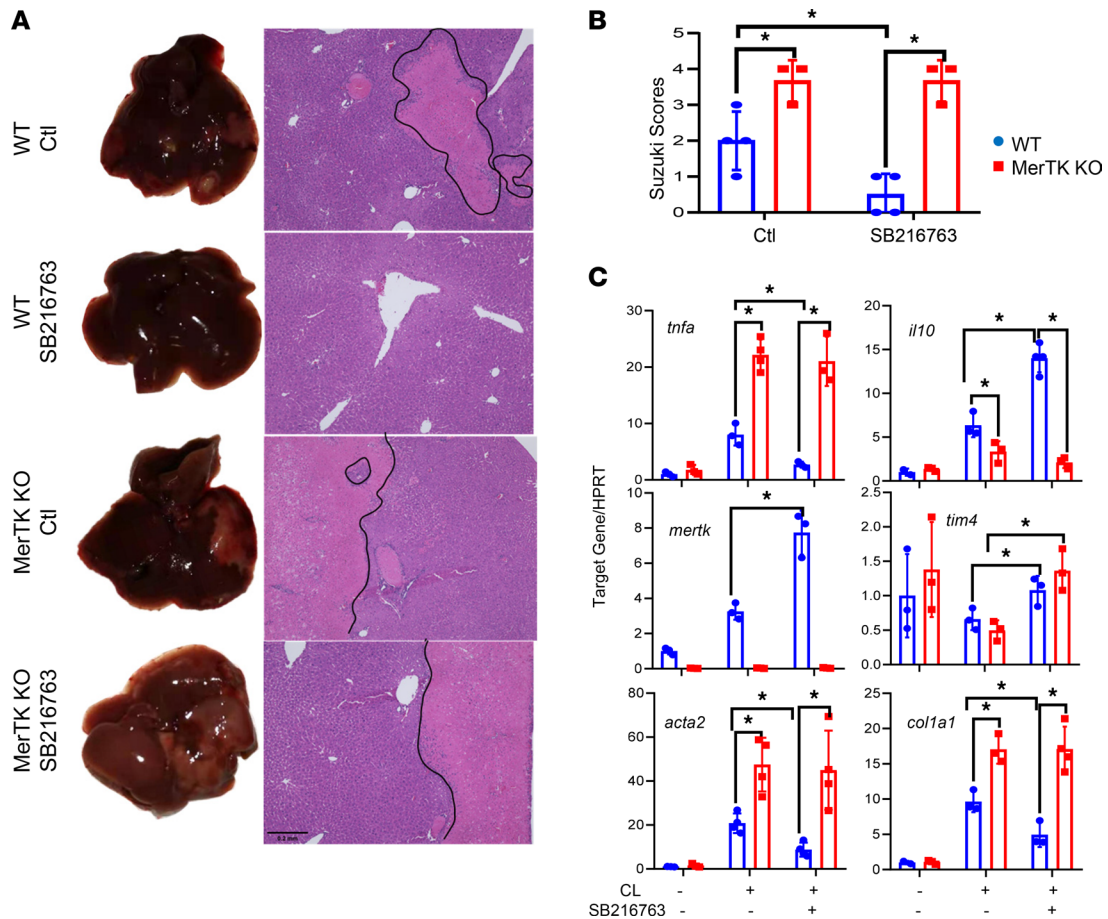 A
WT
Ctl
WT
SB216763
MerTK KO
Ctl
MerTK KO
SB216763
0.2 mm
B
Suzuki Scores
5
4
3
2
1
0
* * *
Ctl SB216763
WT
MerTK KO
C
Target Gene/HPRT
tnfa
30
20
10
0
* * *
il10
20
15
10
5
0
* * *
mertk
8
6
4
2
0
*
tim4
2.5
2.0
1.5
1.0
0.5
0.0
* *
acta2
80
60
40
20
0
* * *
col1a1
25
20
15
10
5
0
* * *
CL - + + - + +
SB216763 - - + - - +